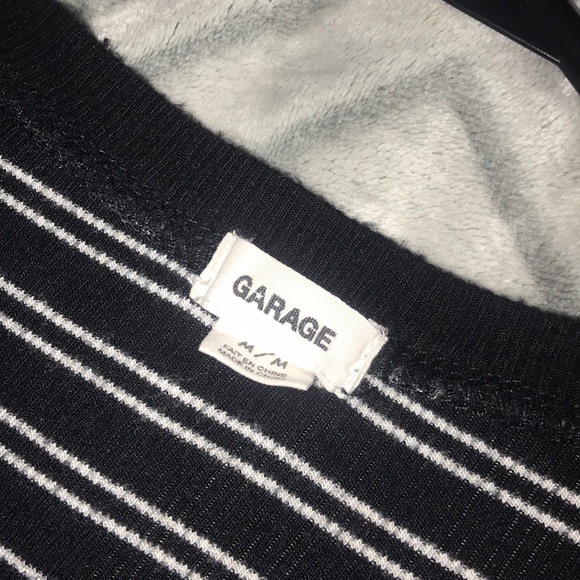 GARAGE
M / M
FAIT EN CHINE
MADE IN CHINA